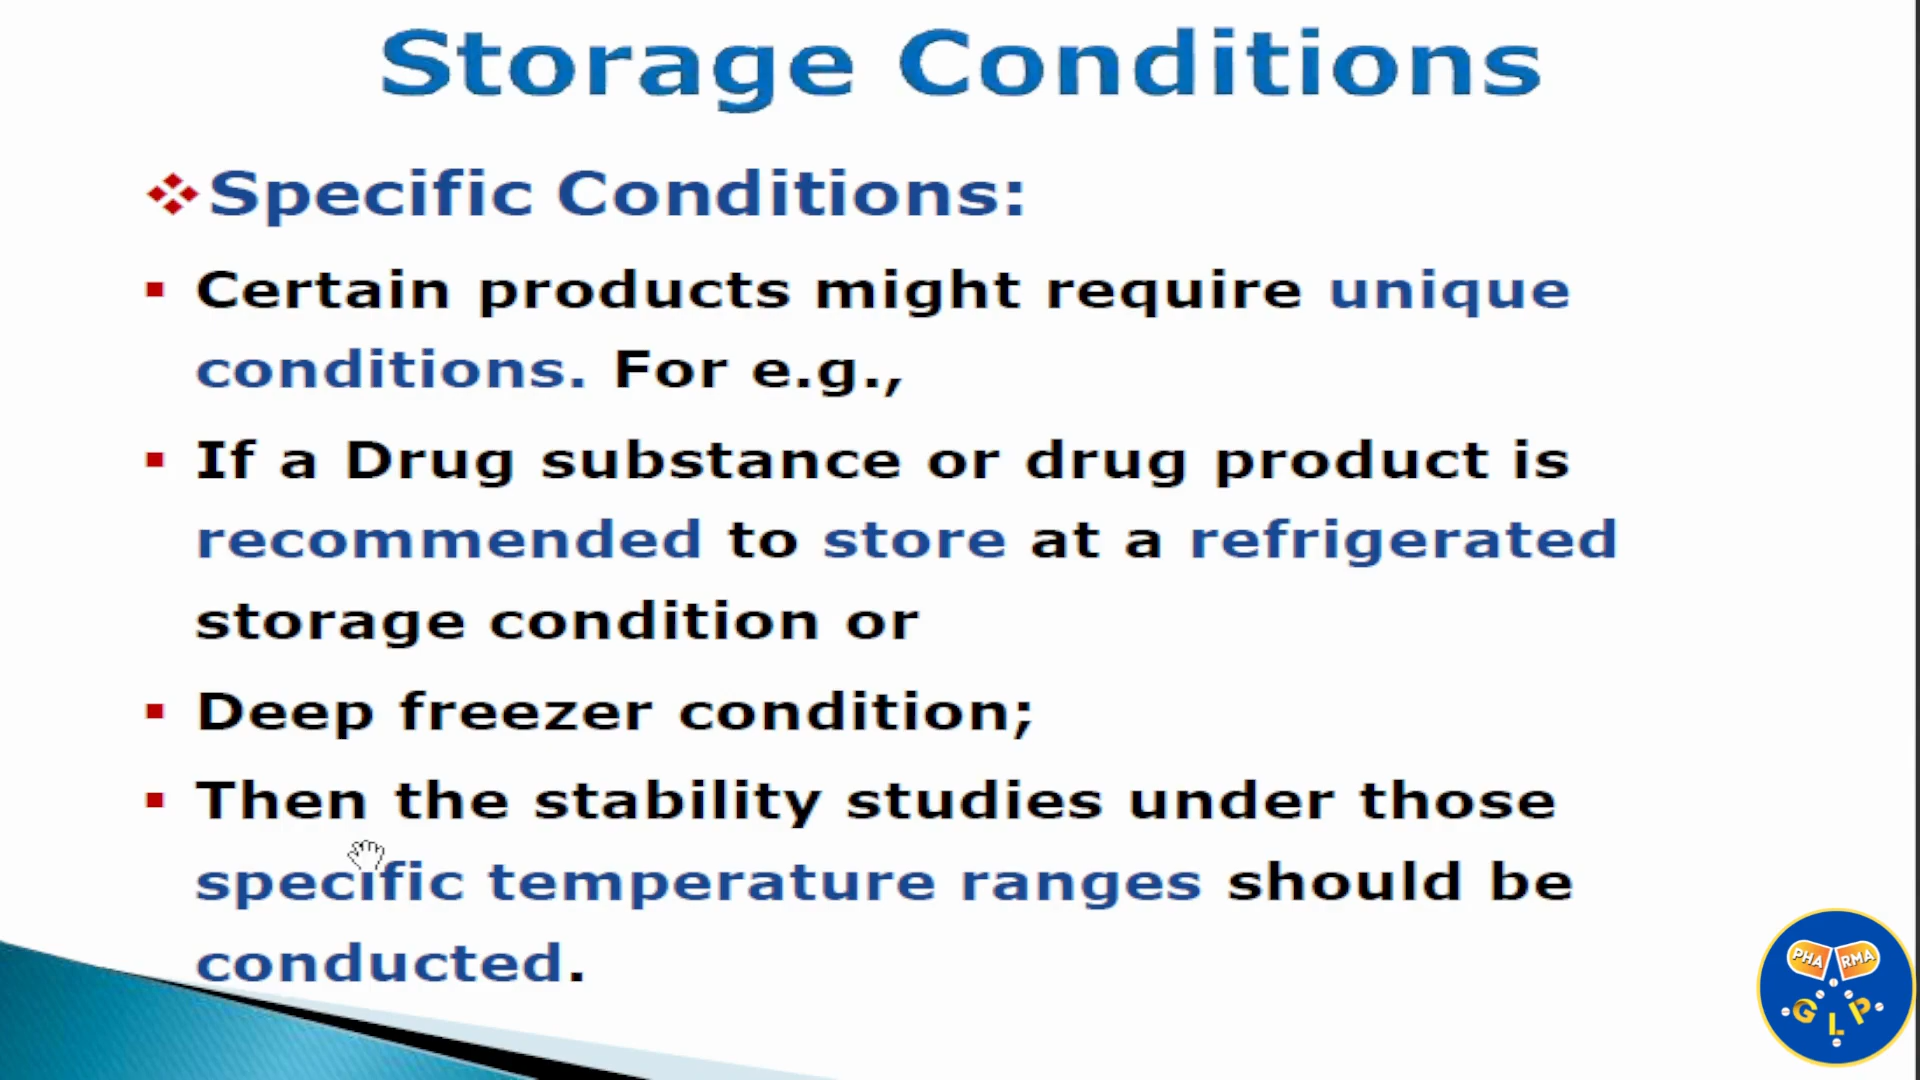 Storage Conditions
Specific Conditions:
Certain products might require unique
conditions. For e.g.,
If a Drug substance or drug product is
recommended to store at a refrigerated
storage condition or
Deep freezer condition;
Then the stability studies under those
specific temperature ranges should be
conducted.
PHARMA
GLP